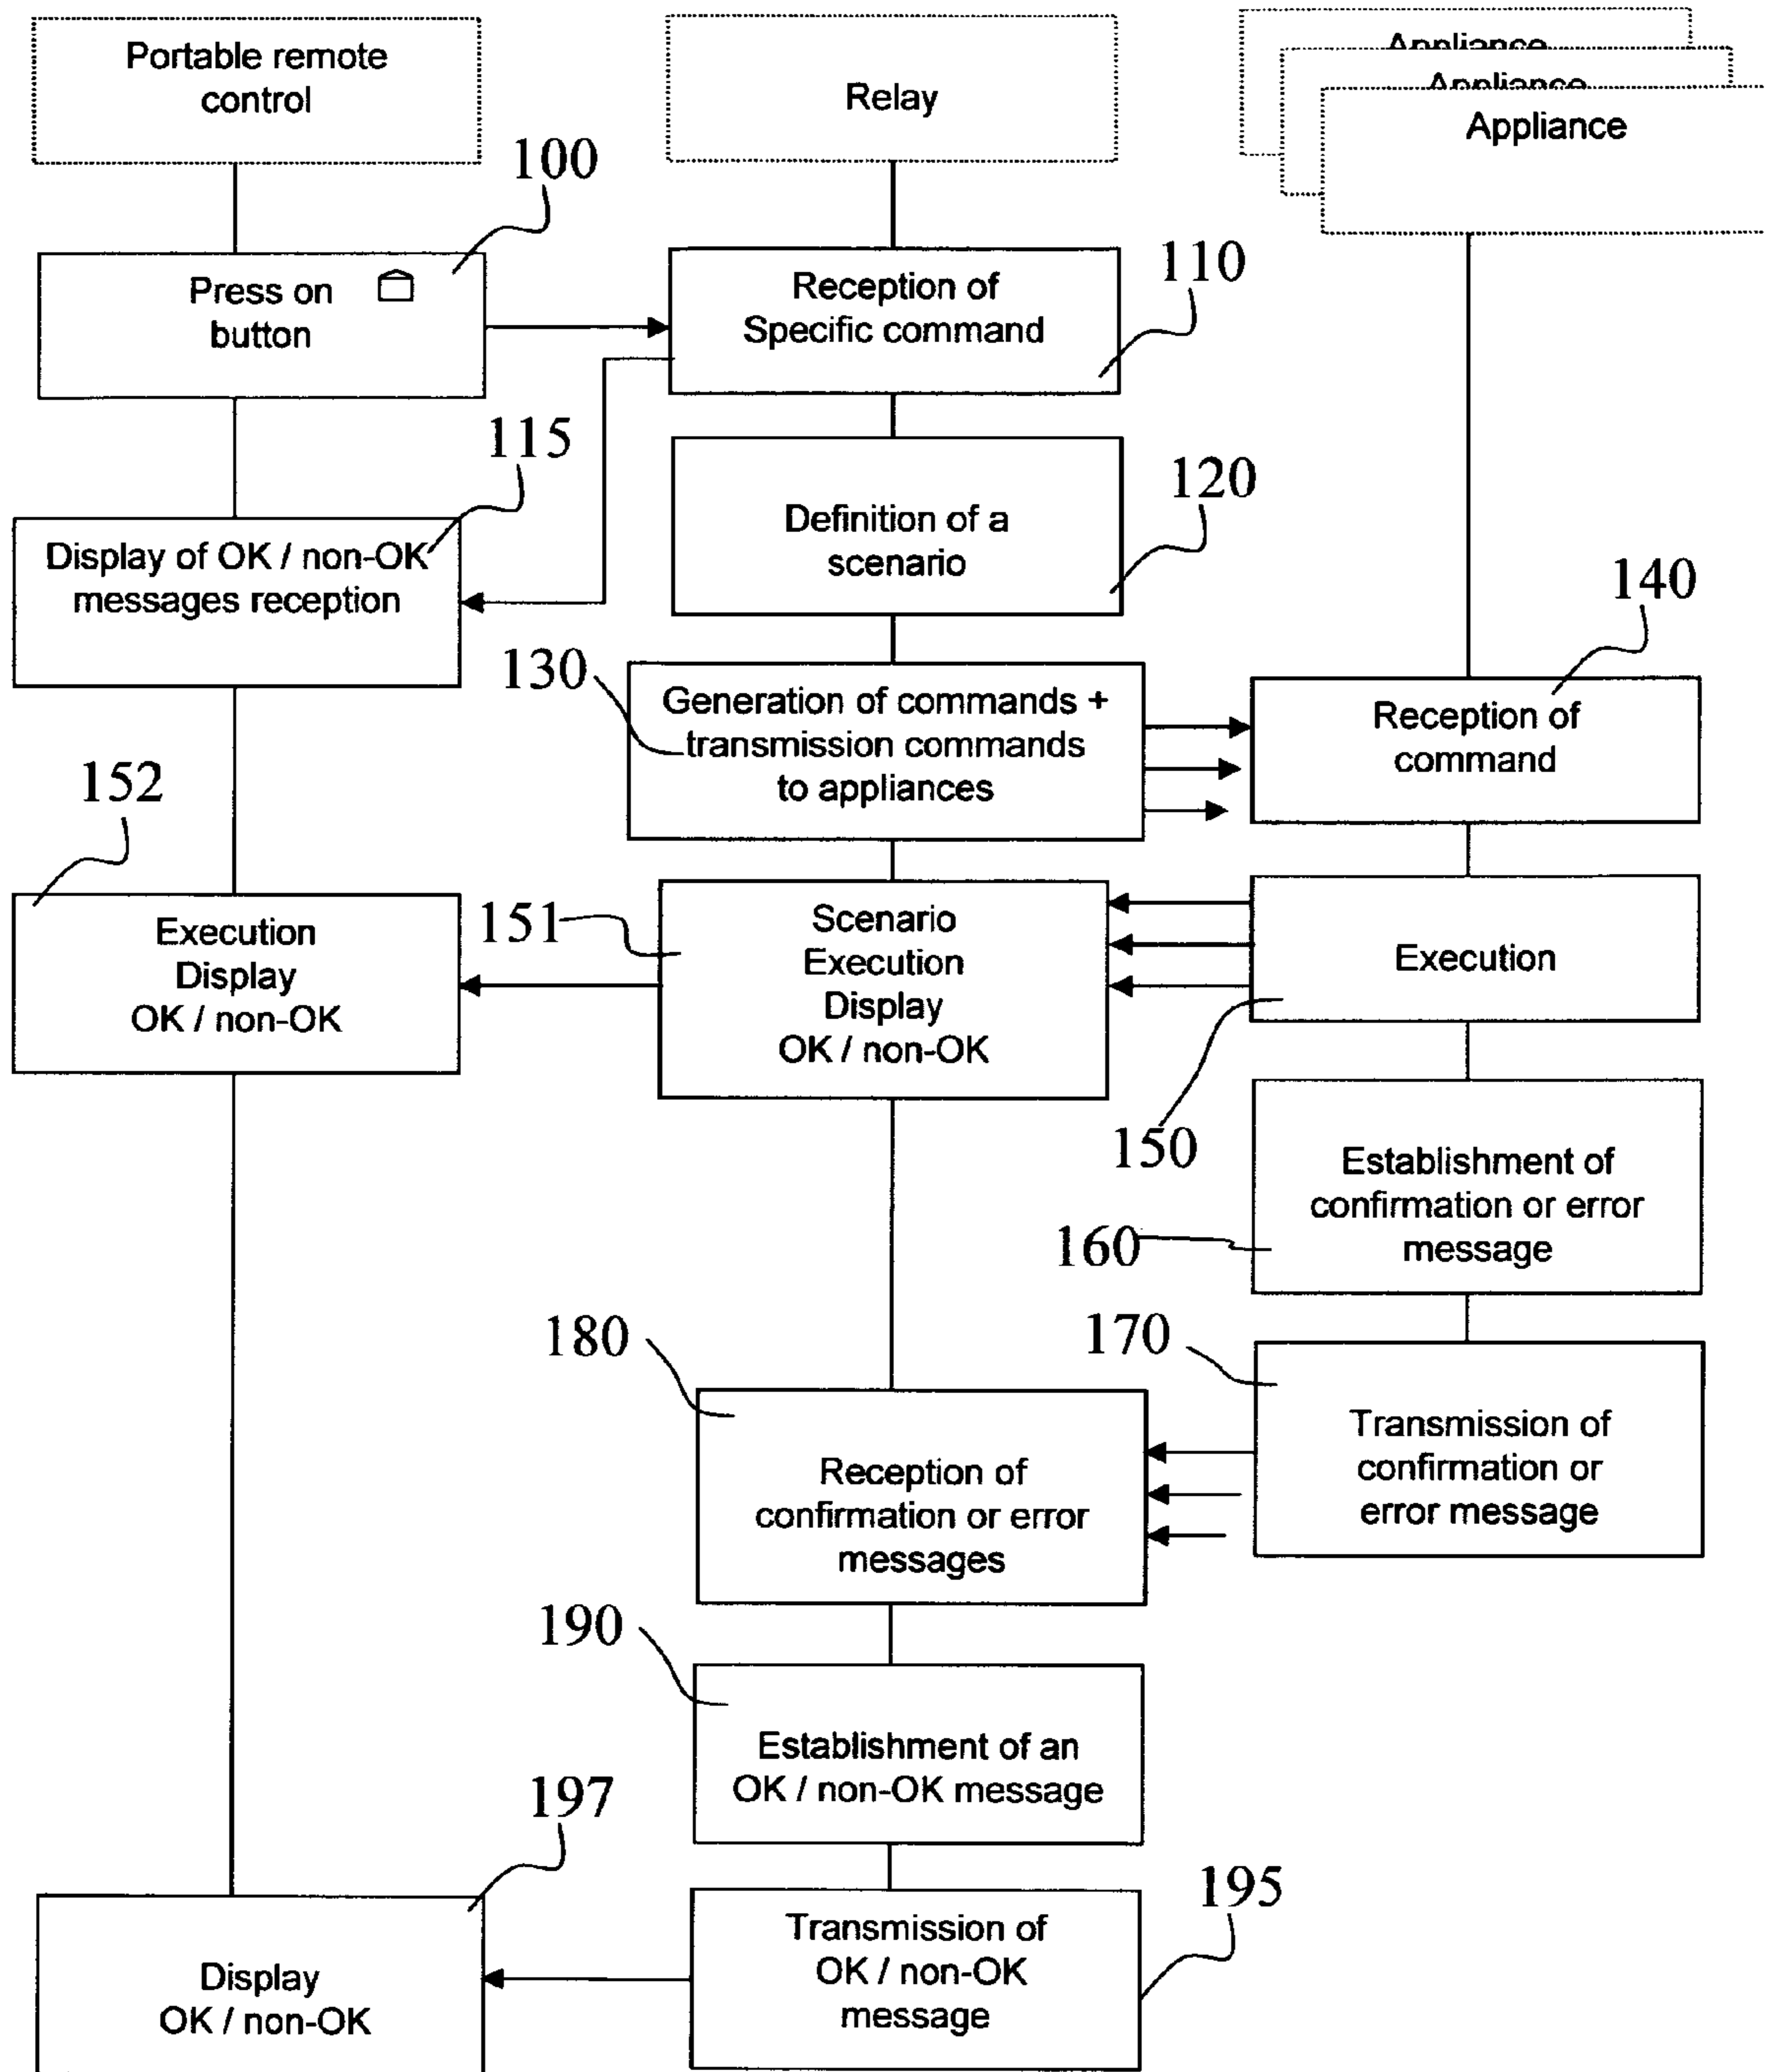 Portable remote
control
Relay
Appliance
Appliance
Appliance
100
Press on
button
Reception of
Specific command
110
115
Display of OK / non-OK
messages reception
Definition of a
scenario
120
130
Generation of commands +
transmission commands
to appliances
140
Reception of
command
152
Execution
Display
OK / non-OK
151
Scenario
Execution
Display
OK / non-OK
Execution
150
Establishment of
confirmation or error
message
160
170
Transmission of
confirmation or
error message
180
Reception of
confirmation or error
messages
190
Establishment of an
OK / non-OK message
197
Display
OK / non-OK
Transmission of
OK / non-OK
message
195